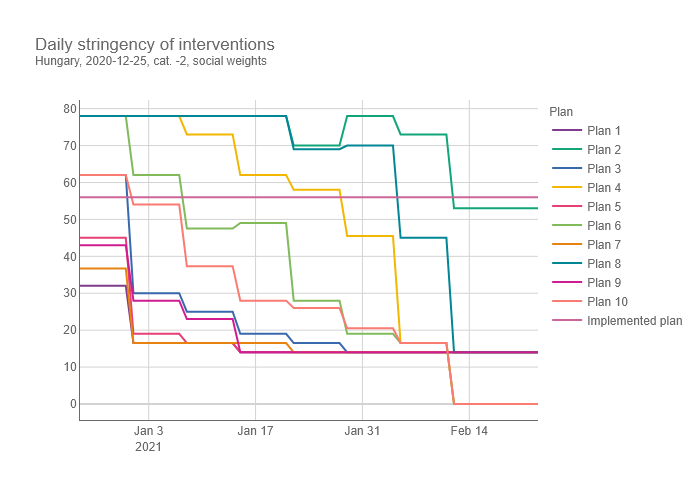 Daily stringency of interventions
Hungary, 2020-12-25, cat. -2, social weights
80
70
60
50
40
30
20
10
0
Jan 3
2021
Jan 17
Jan 31
Feb 14
Plan
Plan 1
Plan 2
Plan 3
Plan 4
Plan 5
Plan 6
Plan 7
Plan 8
Plan 9
Plan 10
Implemented plan